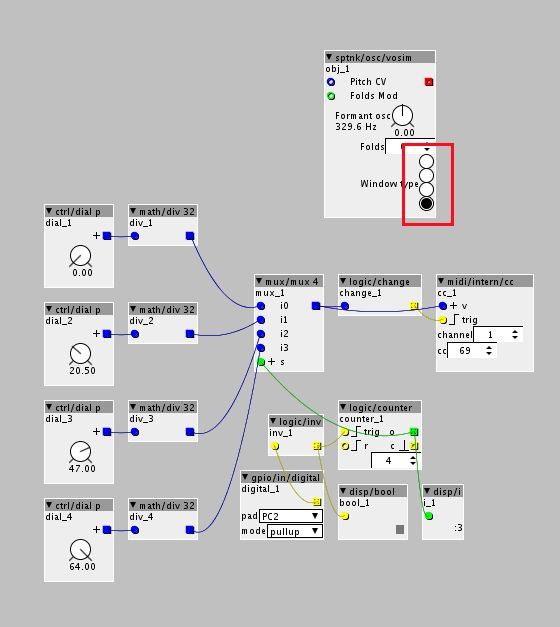 sptnk/osc/vosim
obj_1
Pitch CV
Folds Mod
Formant osc
329.6 Hz
0.00
Folds
Window type
ctrl/dial p
dial_1
+
0.00
math/div 32
div_1
ctrl/dial p
dial_2
+
20.50
math/div 32
div_2
ctrl/dial p
dial_3
+
47.00
math/div 32
div_3
ctrl/dial p
dial_4
+
64.00
math/div 32
div_4
mux/mux 4
mux_1
i0
i1
i2
i3
+ s
logic/change
change_1
midi/intern/cc
cc_1
+ v
trig
channel 1
cc 69
logic/inv
inv_1
logic/counter
counter_1
trig o
r c
4
gpio/in/digital
digital_1
pad PC2
mode pullup
disp/bool
bool_1
disp/i
i_1
:3